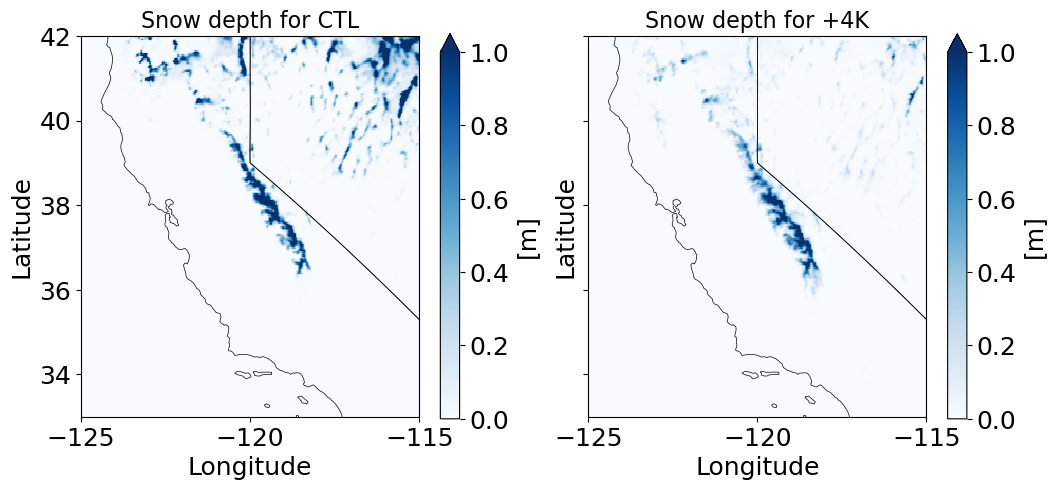 Snow depth for CTL
42
40
38
36
34
Latitude
−125
−120
−115
Longitude
1.0
0.8
0.6
0.4
0.2
0.0
[m]
Snow depth for +4K
Latitude
−125
−120
−115
Longitude
1.0
0.8
0.6
0.4
0.2
0.0
[m]